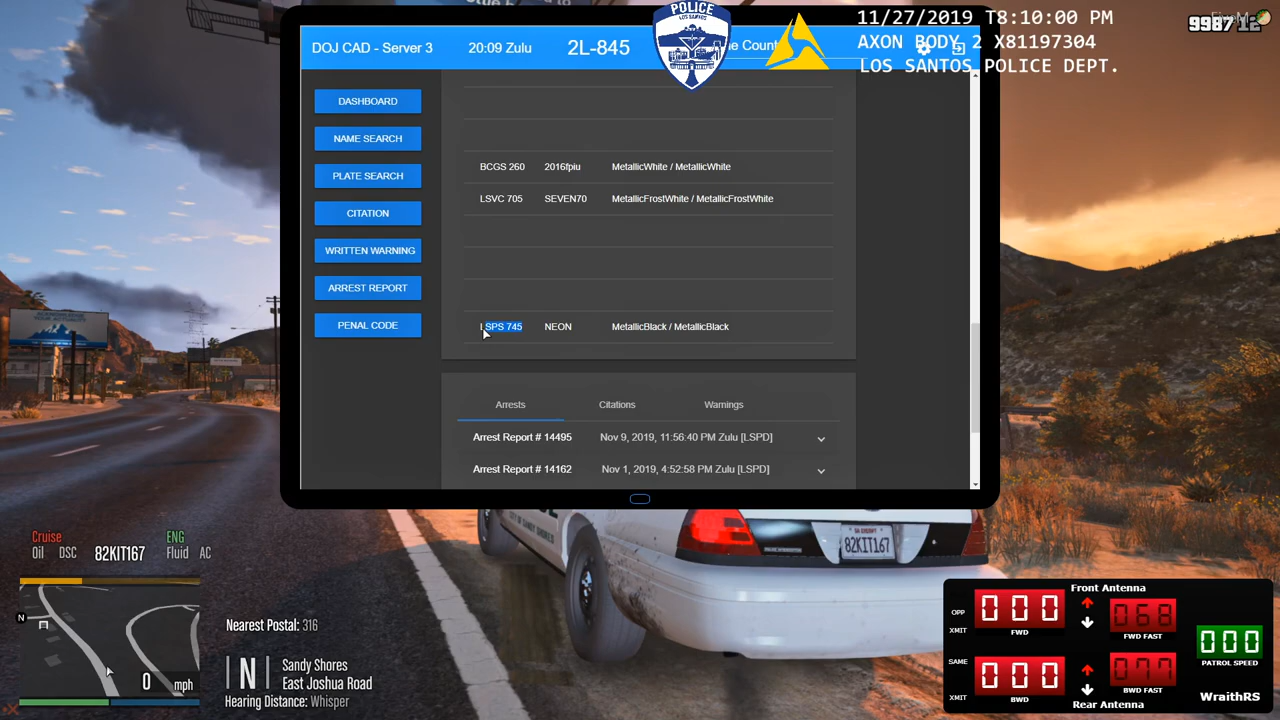 11/27/2019 T8:10:00 PM
AXON BODY 2 X81197304
LOS SANTOS POLICE DEPT.
POLICE
LOS SANTOS
DOJ CAD - Server 3
20:09 Zulu
2L-845
DASHBOARD
NAME SEARCH
PLATE SEARCH
CITATION
WRITTEN WARNING
ARREST REPORT
PENAL CODE
BCGS 260 2016fpiu MetallicWhite / MetallicWhite
LSVC 705 SEVEN70 MetallicFrostWhite / MetallicFrostWhite
LSPS 745 NEON MetallicBlack / MetallicBlack
Arrests Citations Warnings
Arrest Report # 14495 Nov 9, 2019, 11:56:40 PM Zulu [LSPD]
Arrest Report # 14162 Nov 1, 2019, 4:52:58 PM Zulu [LSPD]
82KIT167
Cruise ENG
Oil DSC 82KIT167 Fluid AC
N
0 mph
Nearest Postal: 316
N
Sandy Shores
East Joshua Road
Hearing Distance: Whisper
Front Antenna
OPP
XMIT
000
FWD
068
FWD FAST
SAME
XMIT
000
BWD
077
BWD FAST
Rear Antenna
000
PATROL SPEED
WraithRS